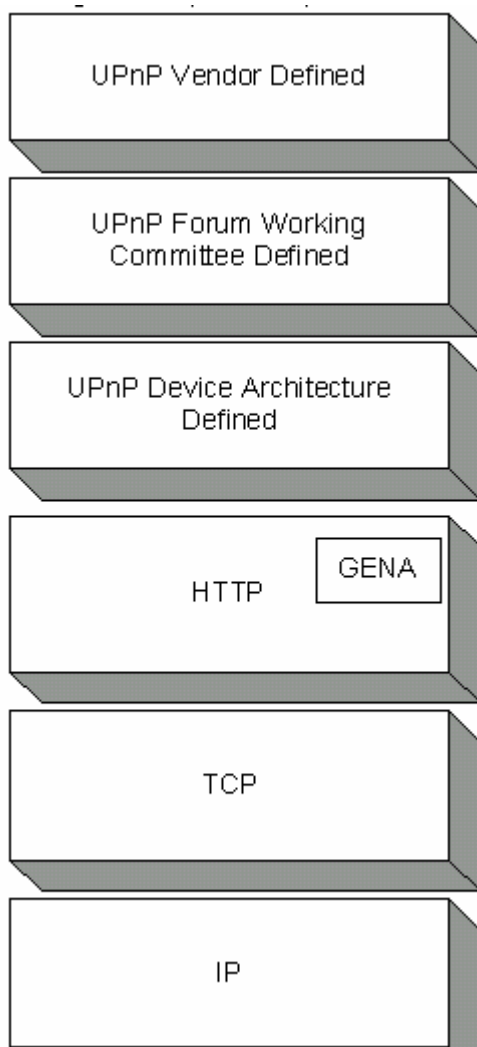 UPnP Vendor Defined
UPnP Forum Working
Committee Defined
UPnP Device Architecture
Defined
GENA
HTTP
TCP
IP